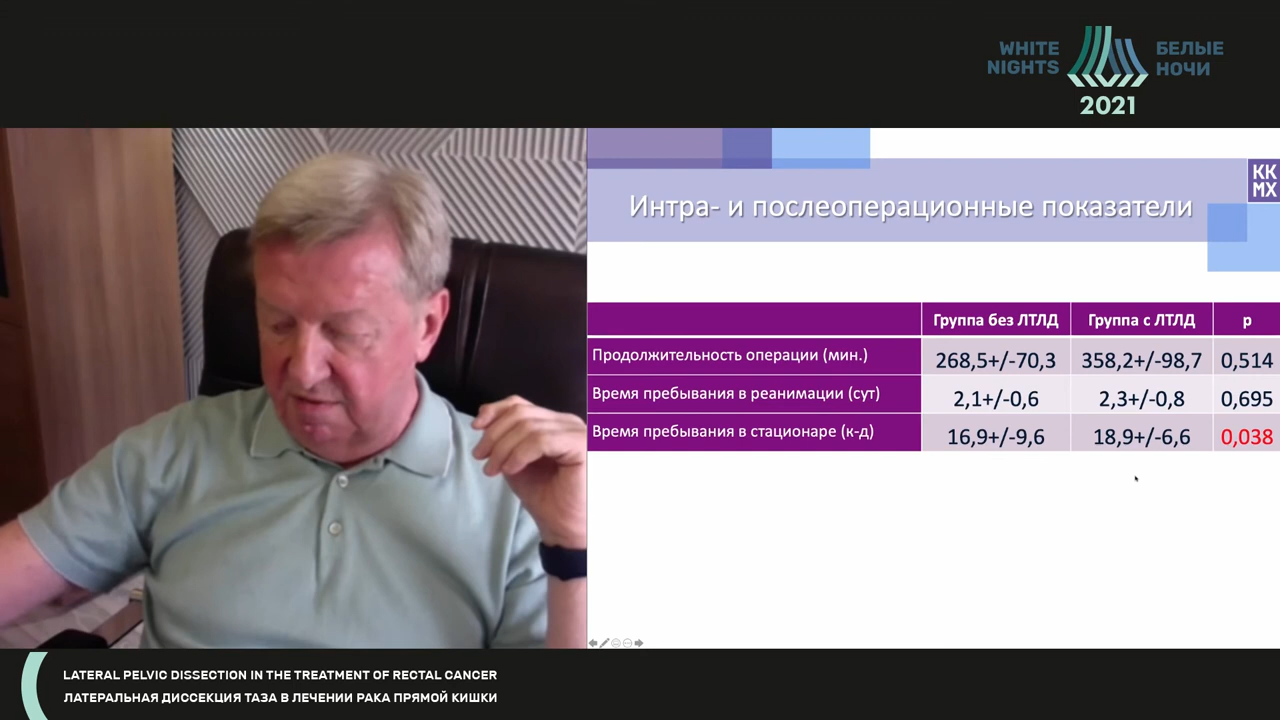 WHITE
NIGHTS
БЕЛЫЕ
НОЧИ
2021
КК
МХ
Интра- и послеоперационные показатели
Группа без ЛТЛД Группа с ЛТЛД р
Продолжительность операции (мин.) 268,5+/-70,3 358,2+/-98,7 0,514
Время пребывания в реанимации (сут) 2,1+/-0,6 2,3+/-0,8 0,695
Время пребывания в стационаре (к-д) 16,9+/-9,6 18,9+/-6,6 0,038
LATERAL PELVIC DISSECTION IN THE TREATMENT OF RECTAL CANCER
ЛАТЕРАЛЬНАЯ ДИССЕКЦИЯ ТАЗА В ЛЕЧЕНИИ РАКА ПРЯМОЙ КИШКИ